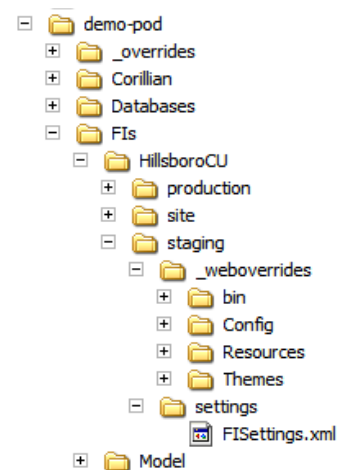 demo-pod
_overrides
Corillian
Databases
FIs
HillsboroCU
production
site
staging
_weboverrides
bin
Config
Resources
Themes
settings
FISettings.xml
Model